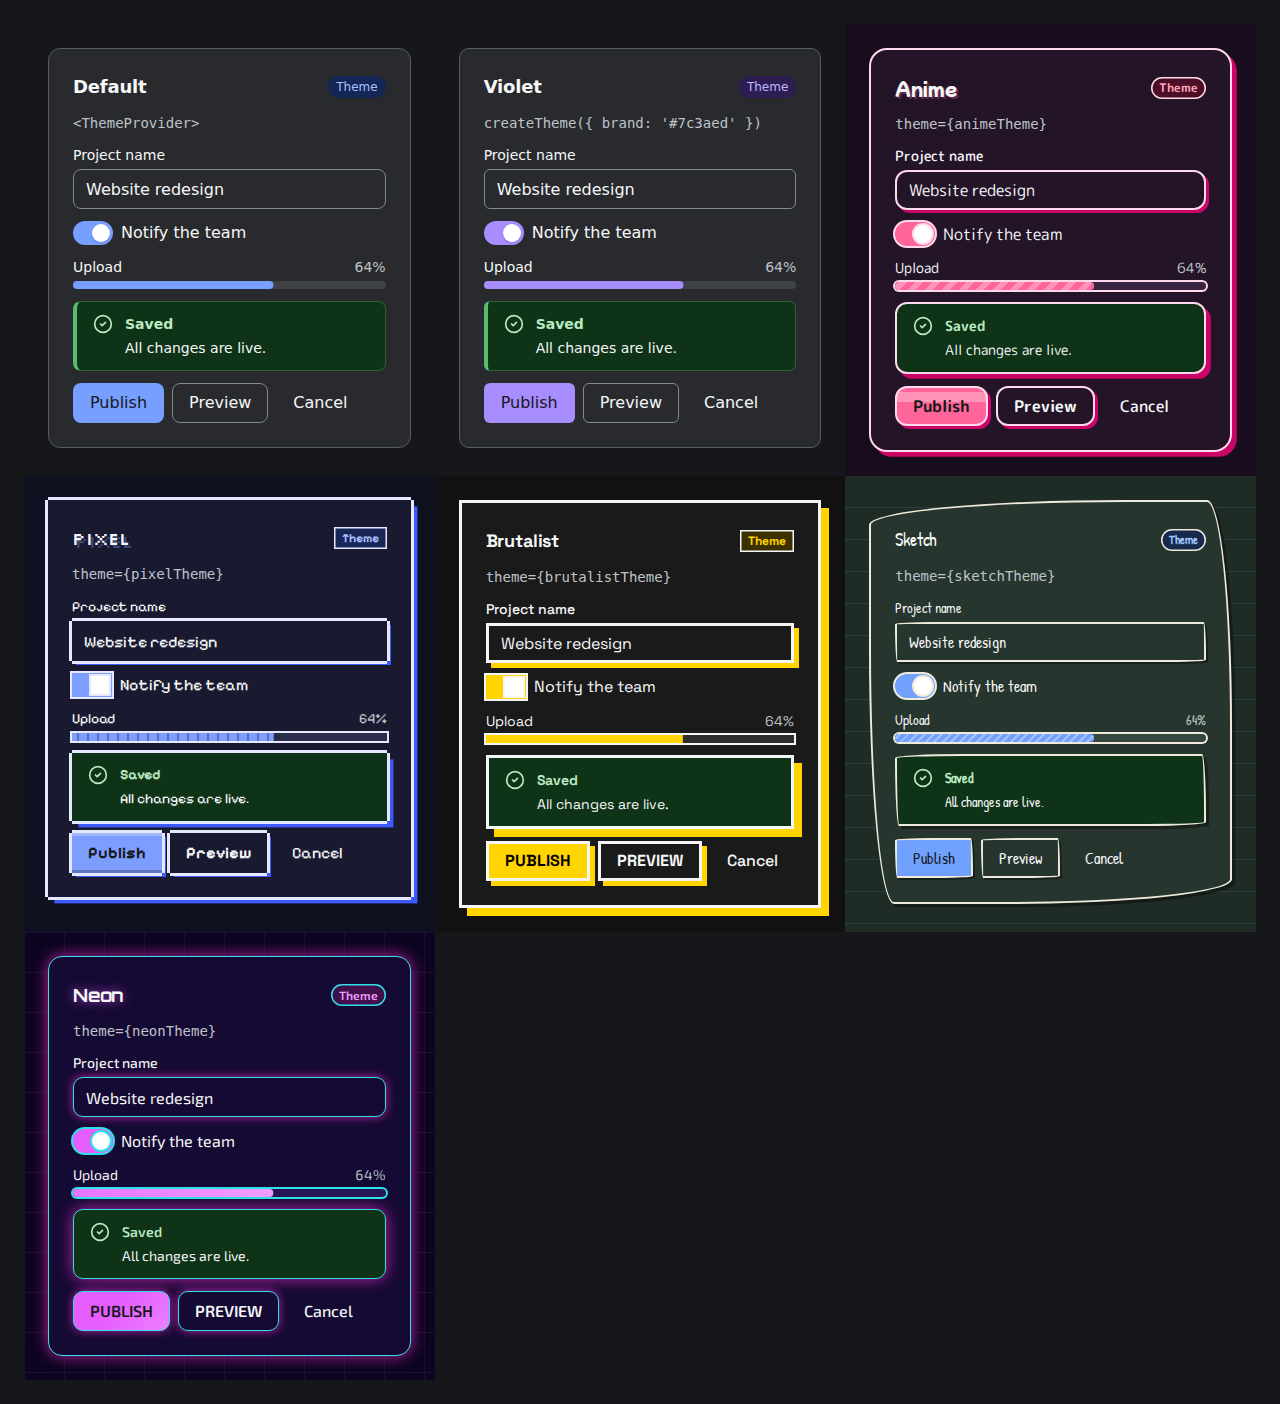 Default
Theme
<ThemeProvider>
Project name
Website redesign
Notify the team
Upload
64%
Saved
All changes are live.
Publish
Preview
Cancel
Violet
Theme
createTheme({ brand: '#7c3aed' })
Project name
Website redesign
Notify the team
Upload
64%
Saved
All changes are live.
Publish
Preview
Cancel
Anime
Theme
theme={animeTheme}
Project name
Website redesign
Notify the team
Upload
64%
Saved
All changes are live.
Publish
Preview
Cancel
PIXEL
Theme
theme={pixelTheme}
Project name
Website redesign
Notify the team
Upload
64%
Saved
All changes are live.
Publish
Preview
Cancel
Brutalist
Theme
theme={brutalistTheme}
Project name
Website redesign
Notify the team
Upload
64%
Saved
All changes are live.
PUBLISH
PREVIEW
Cancel
Sketch
Theme
theme={sketchTheme}
Project name
Website redesign
Notify the team
Upload
64%
Saved
All changes are live.
Publish
Preview
Cancel
Neon
Theme
theme={neonTheme}
Project name
Website redesign
Notify the team
Upload
64%
Saved
All changes are live.
PUBLISH
PREVIEW
Cancel